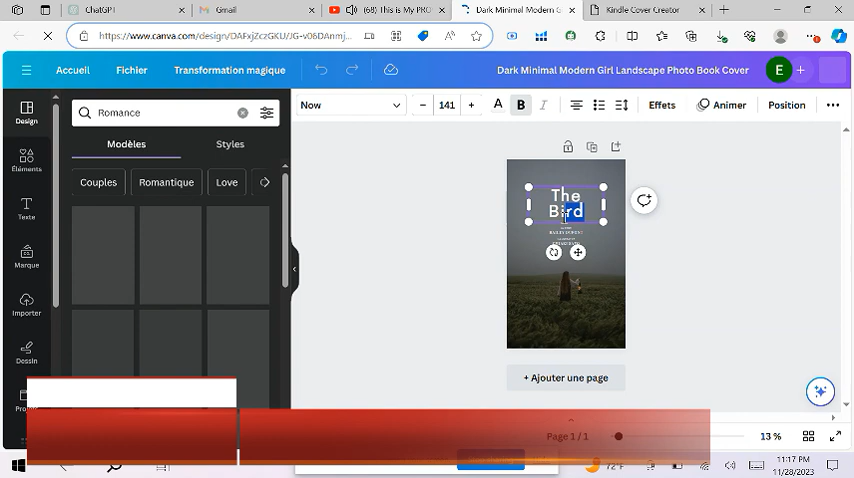 ChatGPT
Gmail
(68) This is My PRO
Dark Minimal Modern G
Kindle Cover Creator
https://www.canva.com/design/DAFxjZczGKU/JG-v06DAnmj...
Accueil
Fichier
Transformation magique
Dark Minimal Modern Girl Landscape Photo Book Cover
E
Design
Éléments
Texte
Marque
Importer
Dessin
Romance
Modèles
Styles
Couples
Romantique
Love
Now
141
A
B
I
Effets
Animer
Position
The
Bird
BAILEY DUPONT
+ Ajouter une page
Page 1 / 1
13 %
72°F
11:17 PM
11/28/2023